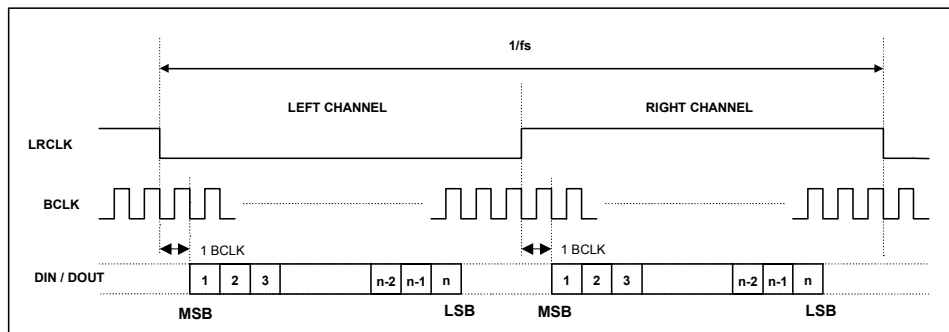 1/fs
LEFT CHANNEL RIGHT CHANNEL
LRCLK
BCLK
1 BCLK 1 BCLK
DIN / DOUT 1 2 3 n-2 n-1 n 1 2 3 n-2 n-1 n
MSB LSB MSB LSB